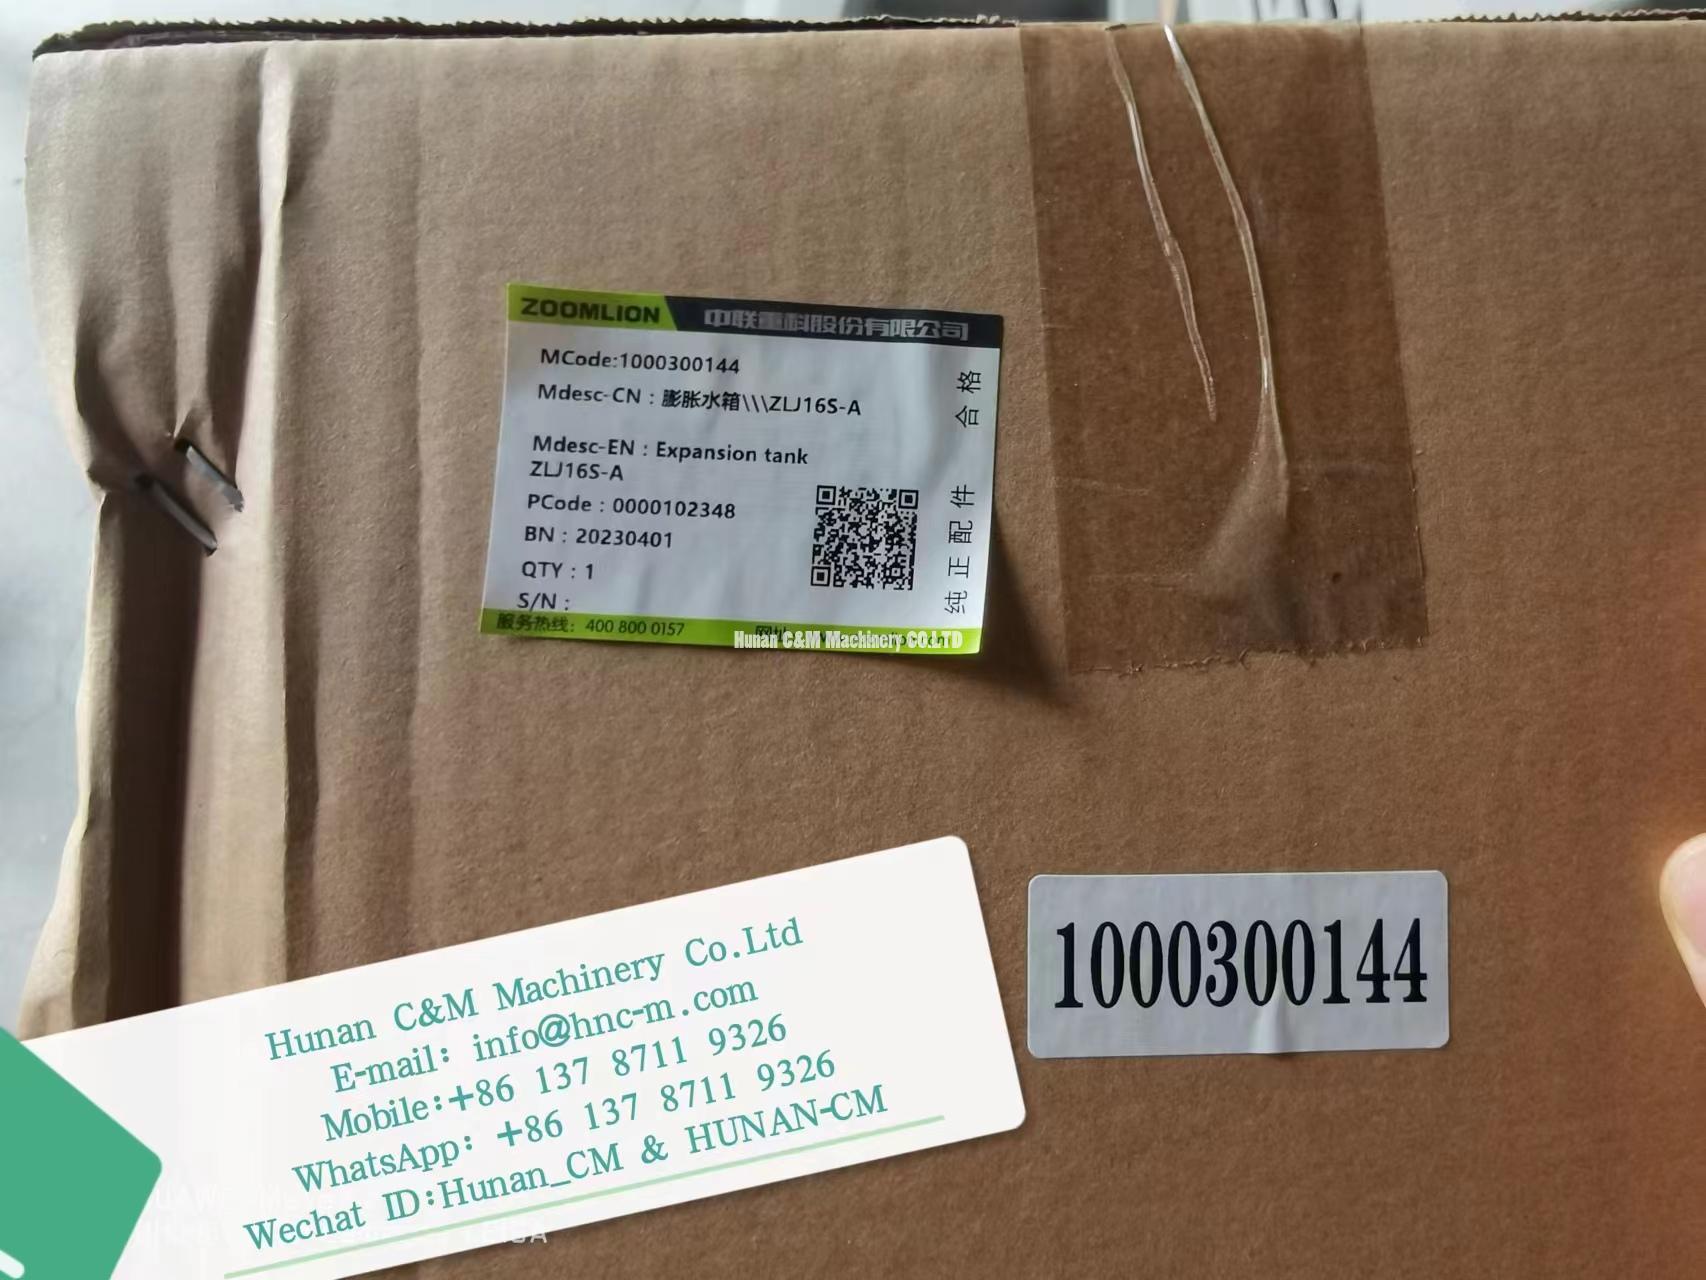 ZOOMLION 中联重科股份有限公司
MCode:1000300144
Mdesc-CN：膨胀水箱\\\ZLJ16S-A
Mdesc-EN：Expansion tank
ZLJ16S-A
PCode：0000102348
BN：20230401
QTY：1
S/N：
服务热线：400 800 0157 网址
纯正配件 合格
Hunan C&M Machinery CO.LTD
1000300144
Hunan C&M Machinery Co.Ltd
E-mail: info@hnc-m.com
Mobile:+86 137 8711 9326
WhatsApp: +86 137 8711 9326
Wechat ID:Hunan_CM & HUNAN-CM